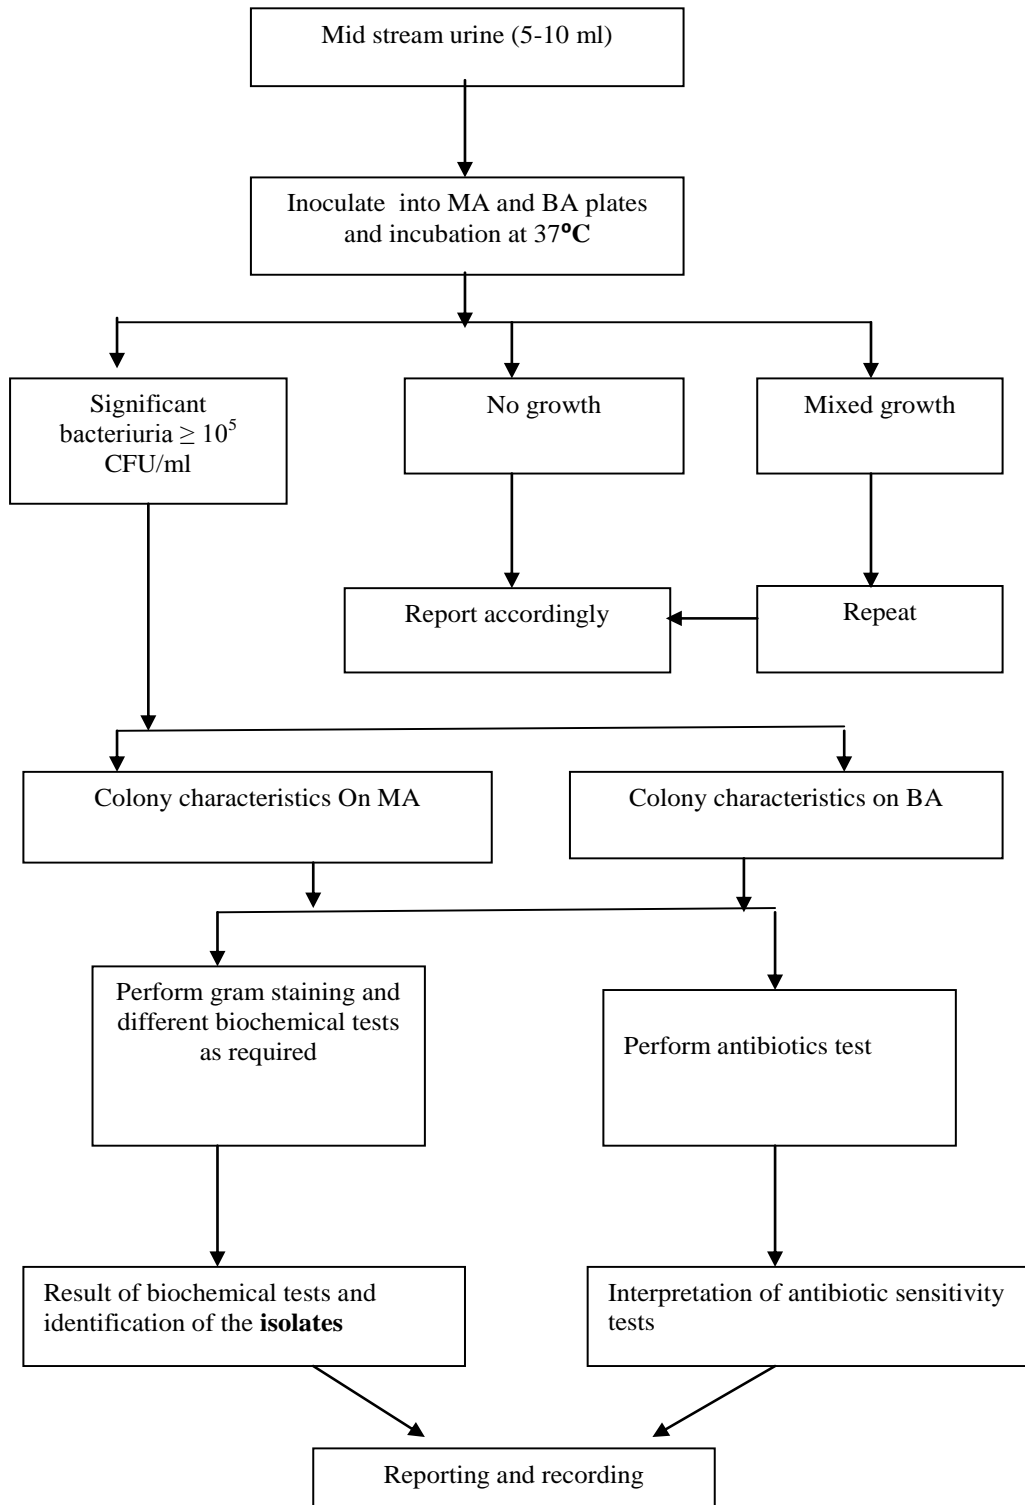 Mid stream urine (5-10 ml)
Inoculate into MA and BA plates
and incubation at 37ºC
Significant
bacteriuria ≥ 10⁵
CFU/ml
No growth
Mixed growth
Report accordingly
Repeat
Colony characteristics On MA
Colony characteristics on BA
Perform gram staining and
different biochemical tests
as required
Perform antibiotics test
Result of biochemical tests and
identification of the isolates
Interpretation of antibiotic sensitivity
tests
Reporting and recording